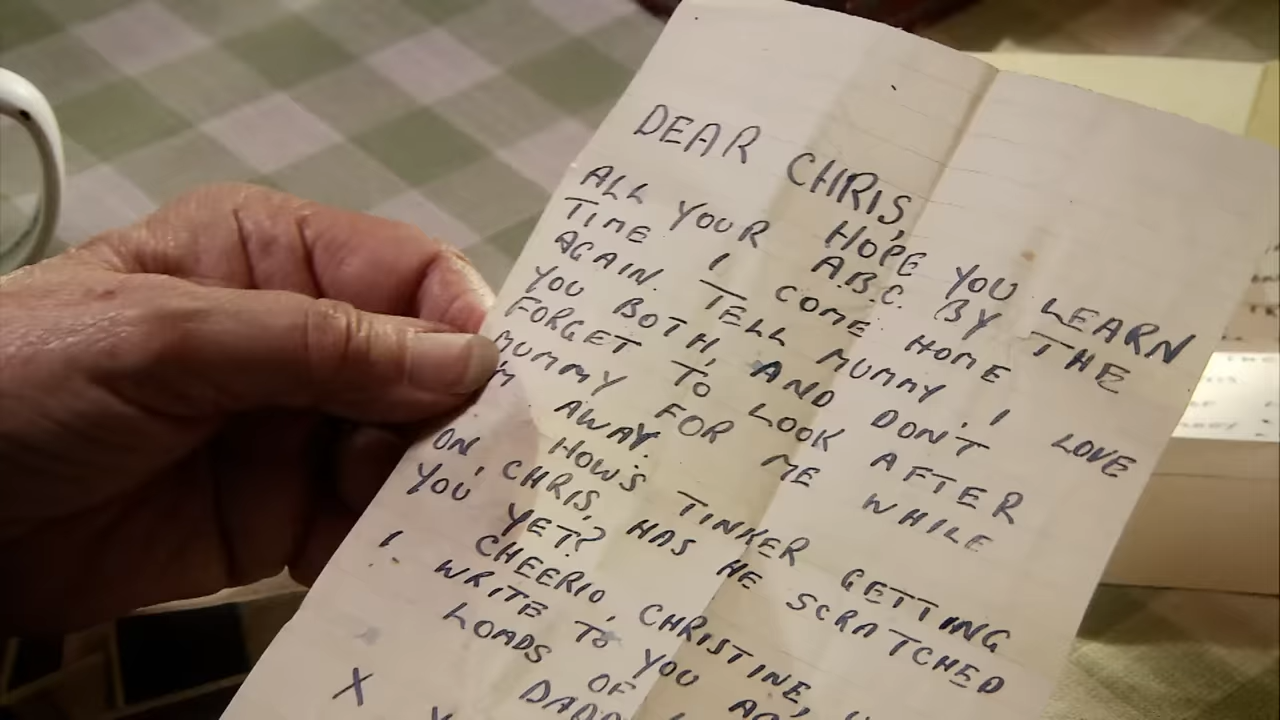 DEAR CHRIS,
HOPE YOU LEARN
ALL YOUR A.B.C. BY THE
TIME I COME HOME
AGAIN. TELL MUMMY. I LOVE
YOU BOTH, AND DON'T
FORGET TO LOOK AFTER
MUMMY FOR ME WHILE
M AWAY.
HOW'S TINKER GETTING
ON, CHRIS, HAS HE SCRATCHED
YOU YET?
CHEERIO, CHRISTINE,
WRITE TO YOU
LOADS OF
X